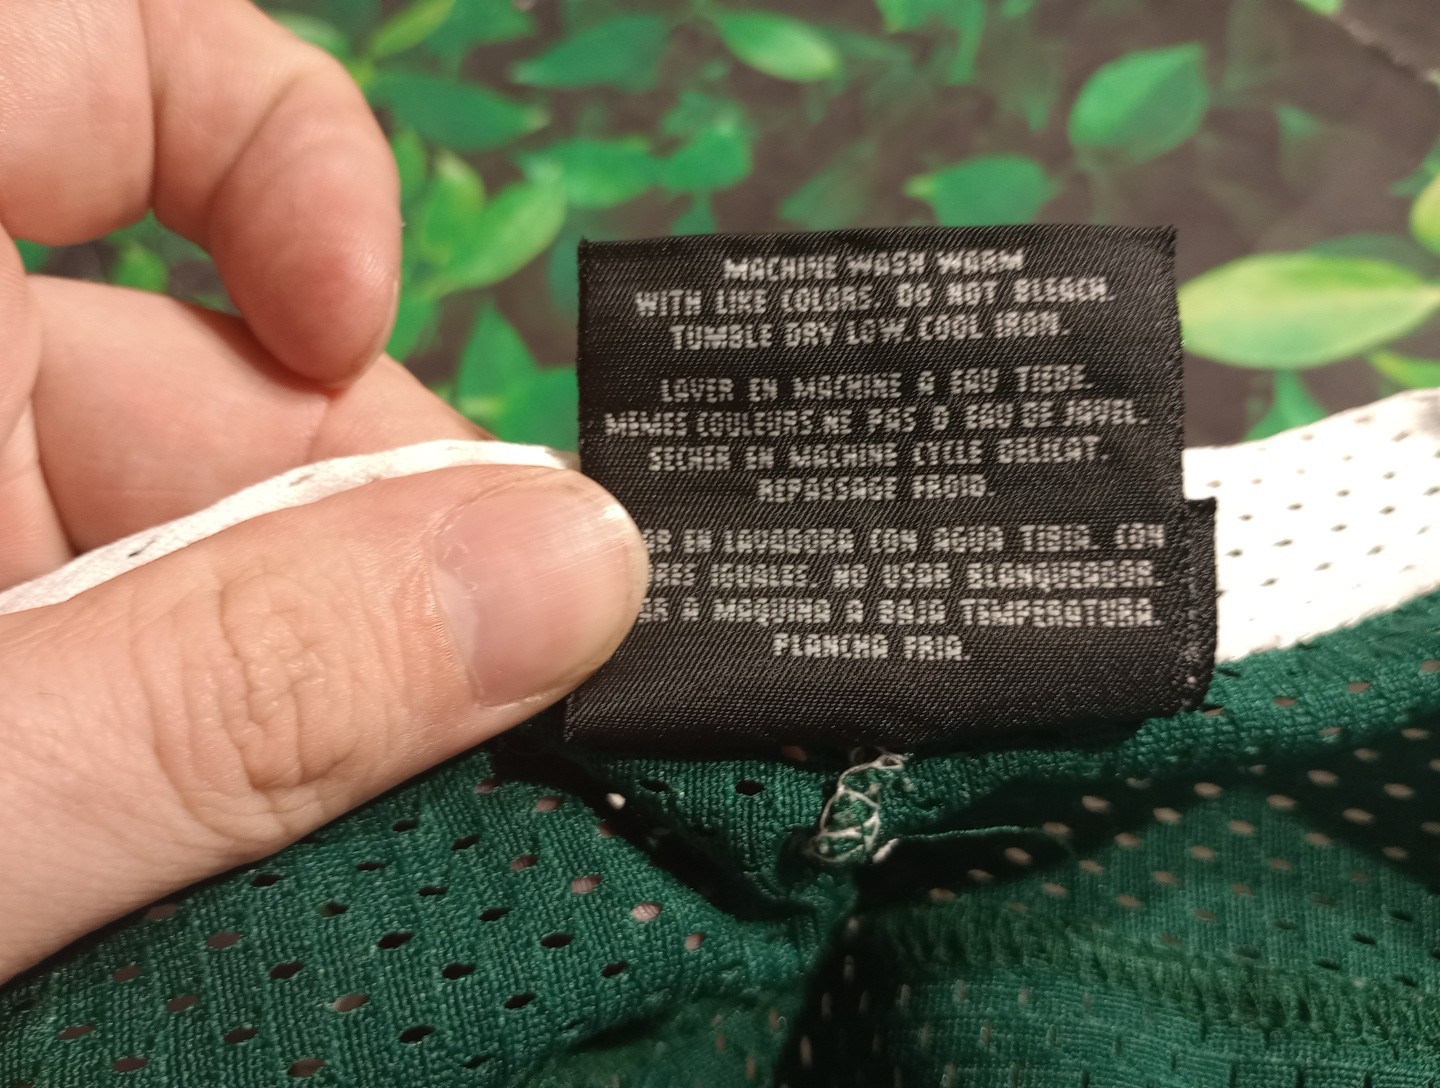 MACHINE WASH WARM
WITH LIKE COLORS. DO NOT BLEACH.
TUMBLE DRY LOW. COOL IRON.
LAVER EN MACHINE A EAU TIEDE.
MEMES COULEURS NE PAS D EAU DE JAVEL.
SECHER EN MACHINE CYCLE DELICAT.
REPASSAGE FROID.
EN LAVADORA CON AGUA TIBIA. CON
NO USAR BLANQUEADOR.
A MAQUINA A BAJA TAMPERATURA.
PLANCHA FRIA.